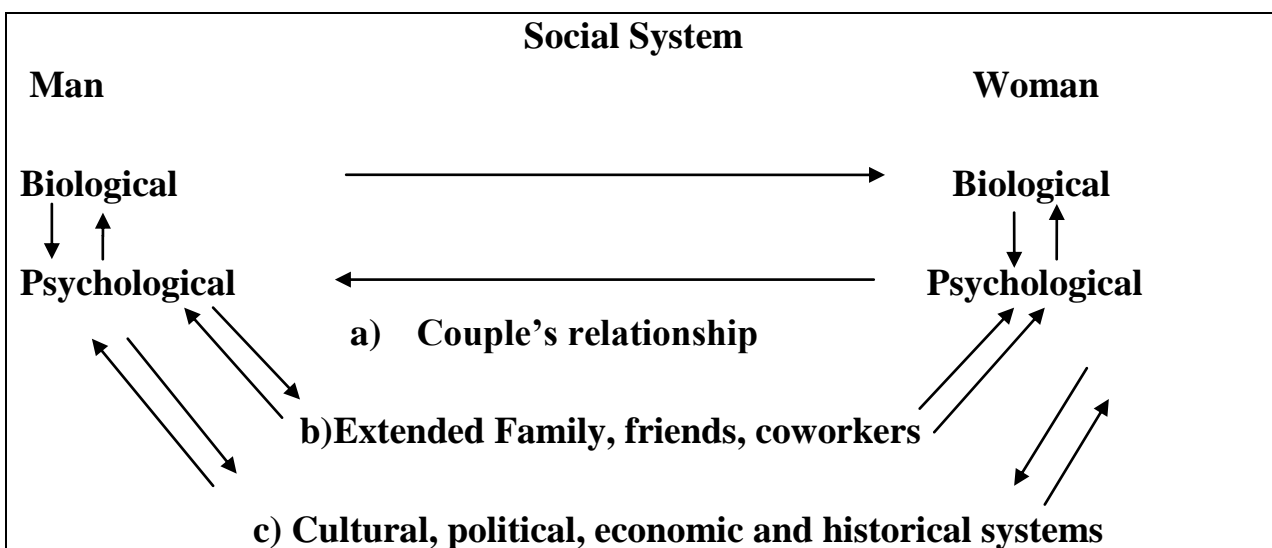 Social System
Man Woman
Biological Biological
Psychological Psychological
a) Couple’s relationship
b)Extended Family, friends, coworkers
c) Cultural, political, economic and historical systems